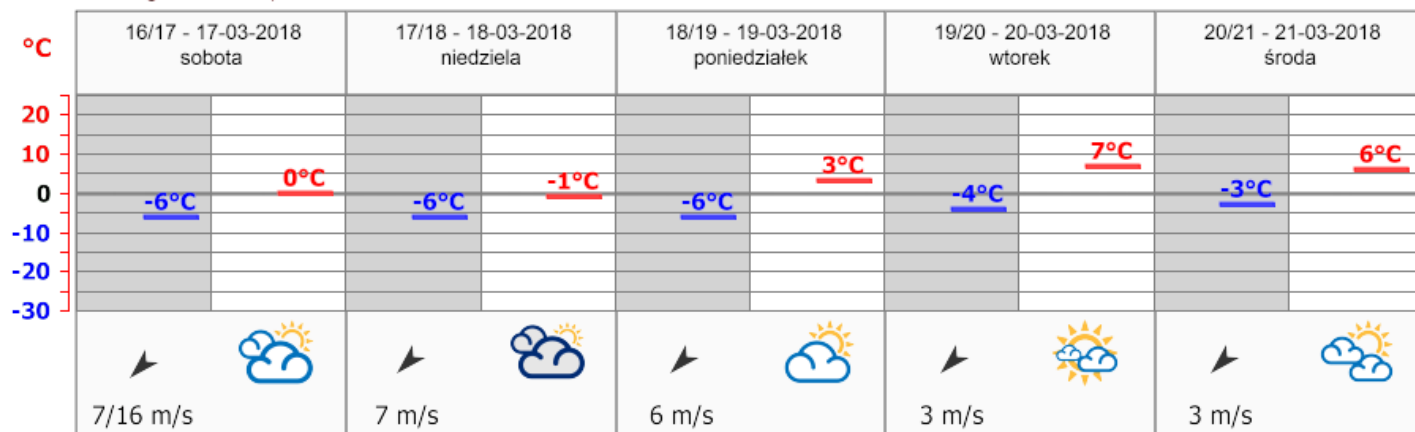 16/17 - 17-03-2018
sobota
17/18 - 18-03-2018
niedziela
18/19 - 19-03-2018
poniedziałek
19/20 - 20-03-2018
wtorek
20/21 - 21-03-2018
środa
°C
20
10
0
-10
-20
-30
-6°C
0°C
-6°C
-1°C
-6°C
3°C
-4°C
7°C
-3°C
6°C
7/16 m/s
7 m/s
6 m/s
3 m/s
3 m/s